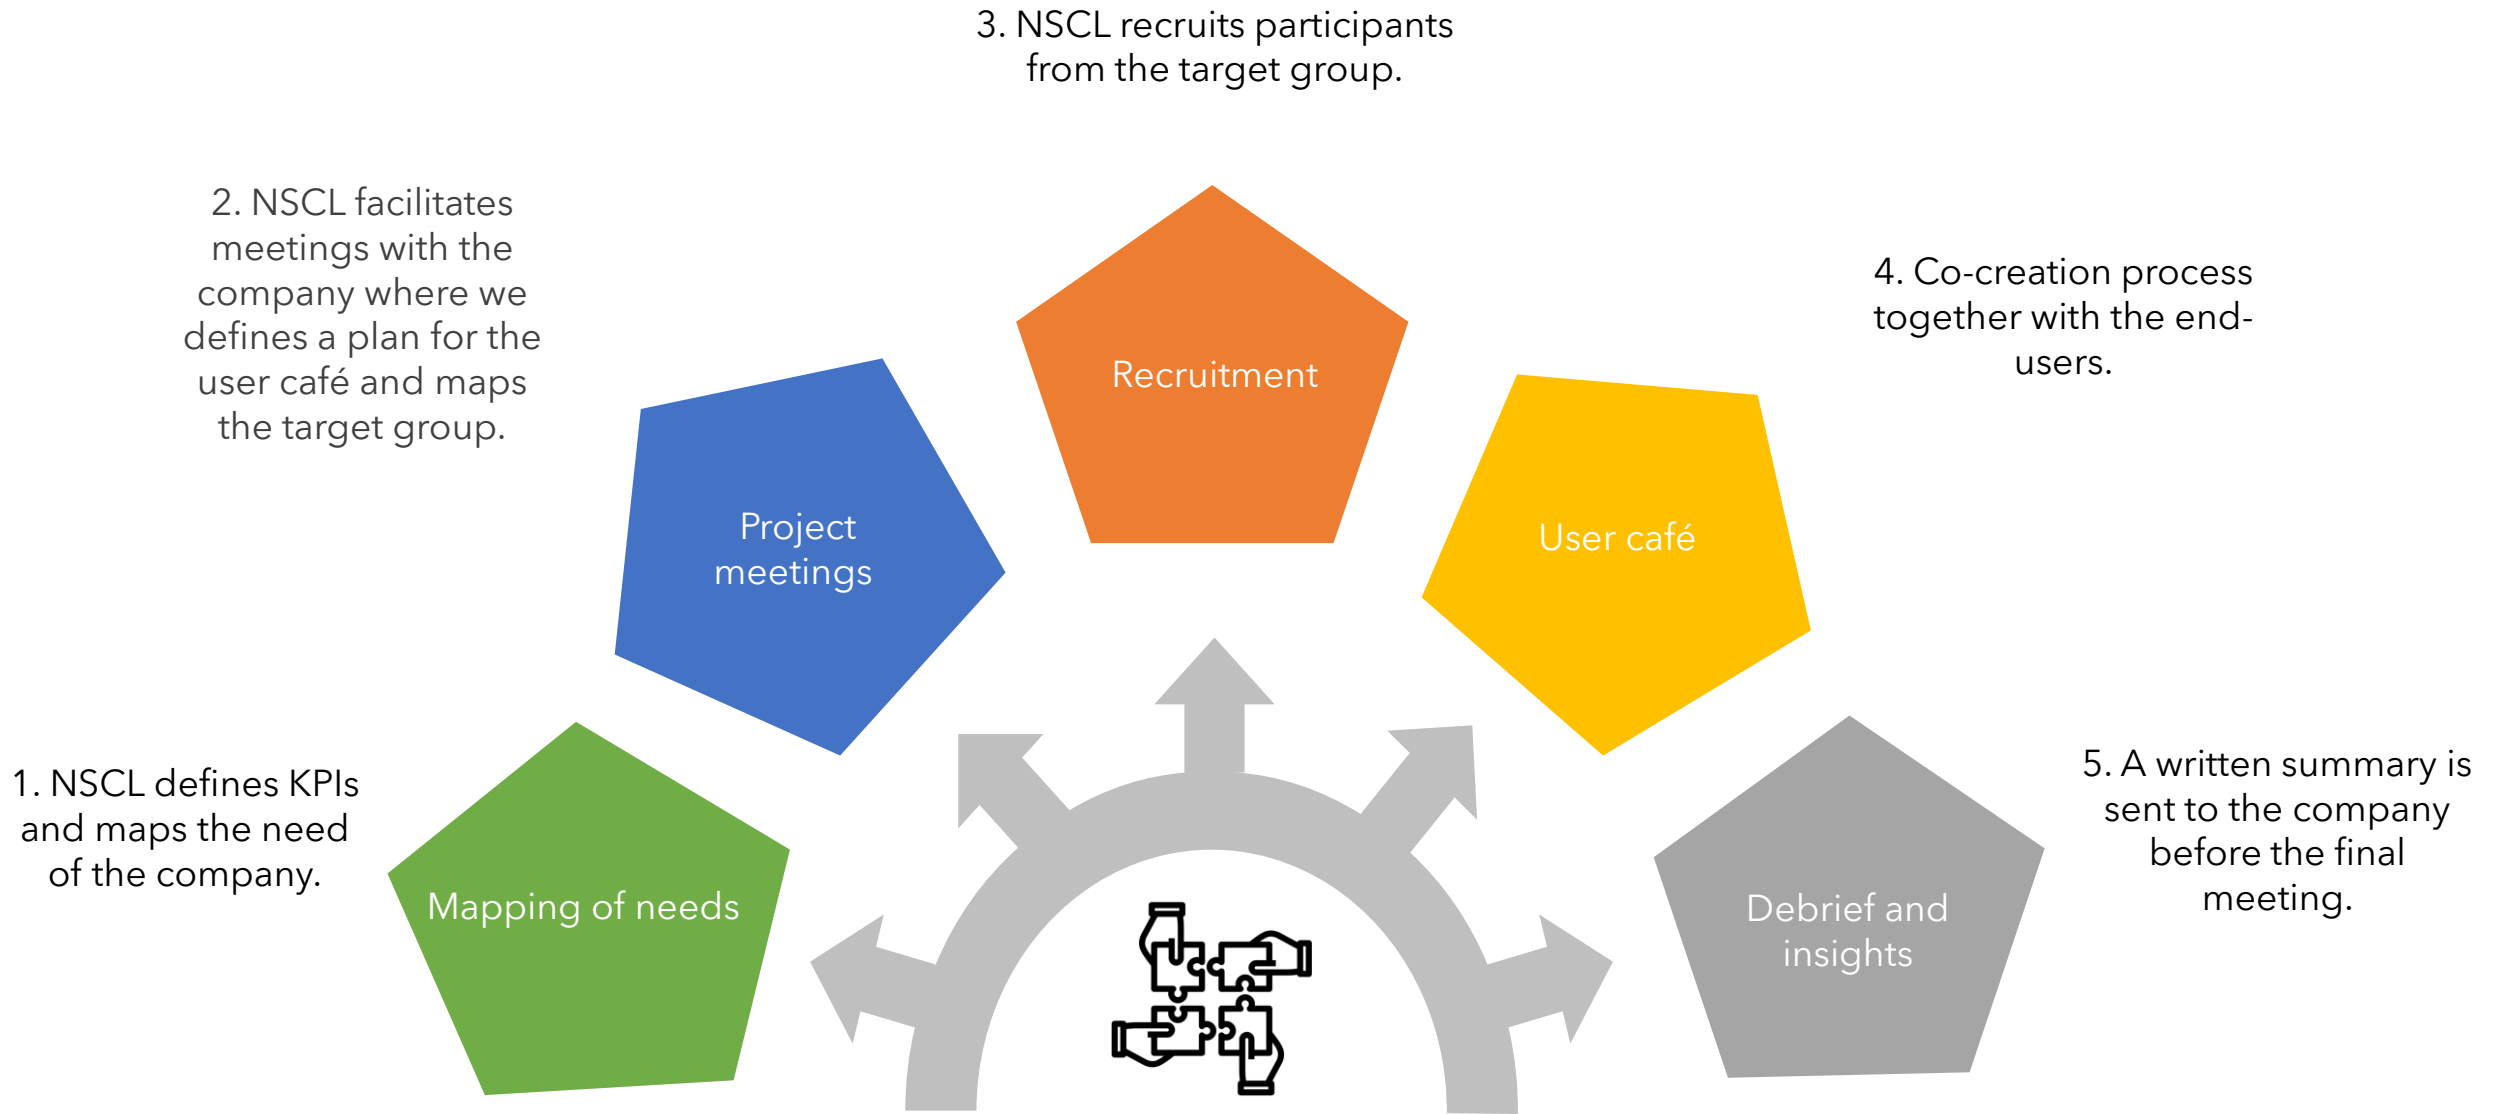 1. NSCL defines KPIs
and maps the need
of the company.
Mapping of needs
2. NSCL facilitates
meetings with the
company where we
defines a plan for the
user café and maps
the target group.
Project
meetings
3. NSCL recruits participants
from the target group.
Recruitment
4. Co-creation process
together with the end-
users.
User café
5. A written summary is
sent to the company
before the final
meeting.
Debrief and
insights